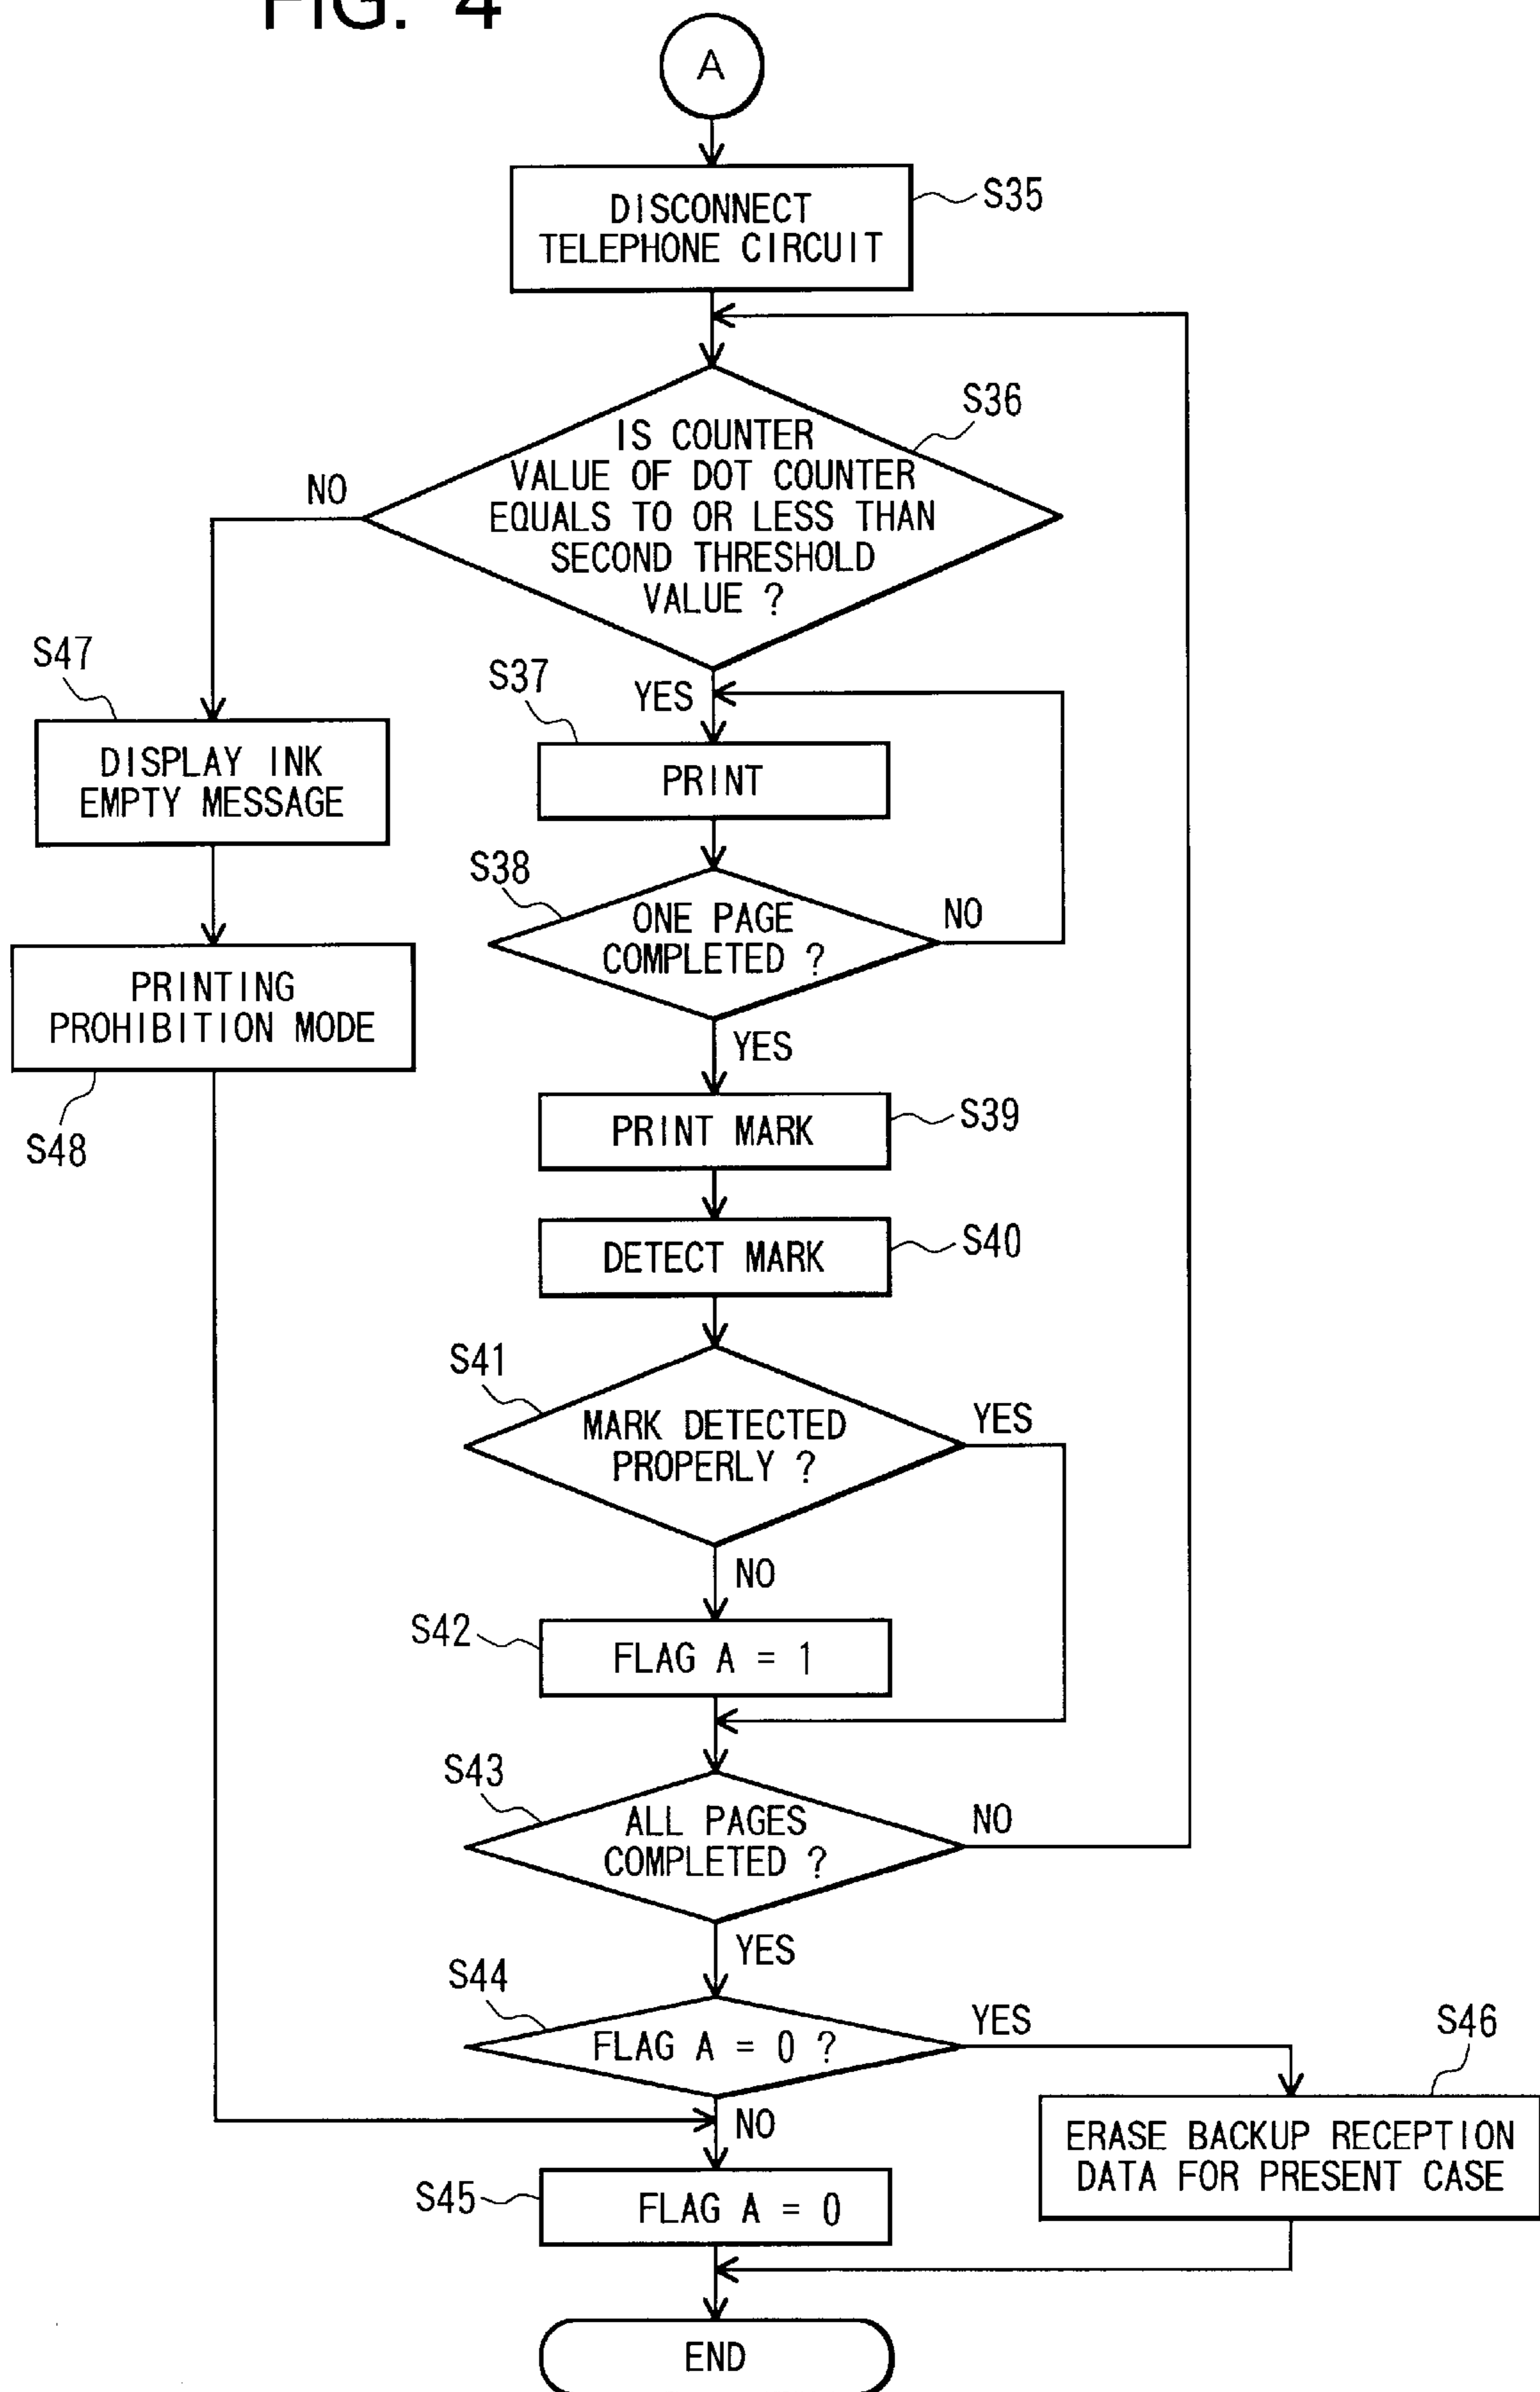 FIG. 4
A
DISCONNECT
TELEPHONE CIRCUIT
S35
IS COUNTER
VALUE OF DOT COUNTER
EQUALS TO OR LESS THAN
SECOND THRESHOLD
VALUE ?
S36
NO
YES
S47
DISPLAY INK
EMPTY MESSAGE
S37
PRINT
S38
ONE PAGE
COMPLETED ?
NO
YES
PRINTING
PROHIBITION MODE
S48
PRINT MARK
S39
DETECT MARK
S40
S41
MARK DETECTED
PROPERLY ?
YES
NO
S42
FLAG A = 1
S43
ALL PAGES
COMPLETED ?
NO
YES
S44
FLAG A = 0 ?
YES
NO
S46
ERASE BACKUP RECEPTION
DATA FOR PRESENT CASE
S45
FLAG A = 0
END